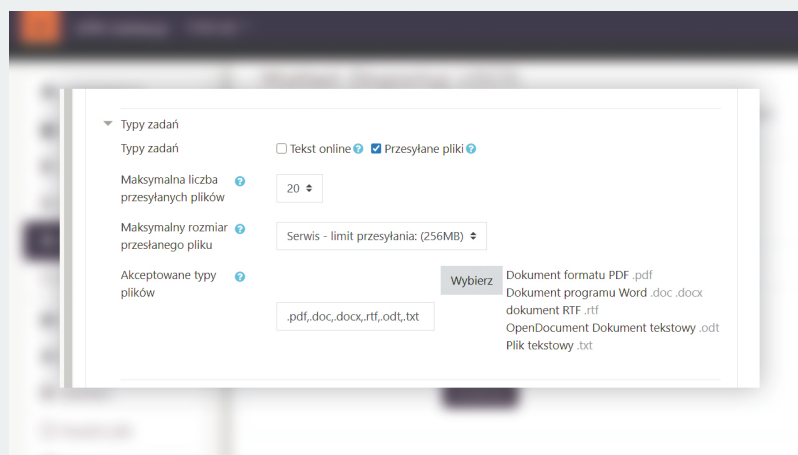 Typy zadań
Typy zadań
Tekst online
Przesyłane pliki
Maksymalna liczba
przesyłanych plików
20
Maksymalny rozmiar
przesłanego pliku
Serwis - limit przesyłania: (256MB)
Akceptowane typy
plików
.pdf,.doc,.docx,.rtf,.odt,.txt
Wybierz
Dokument formatu PDF .pdf
Dokument programu Word .doc .docx
dokument RTF .rtf
OpenDocument Dokument tekstowy .odt
Plik tekstowy .txt